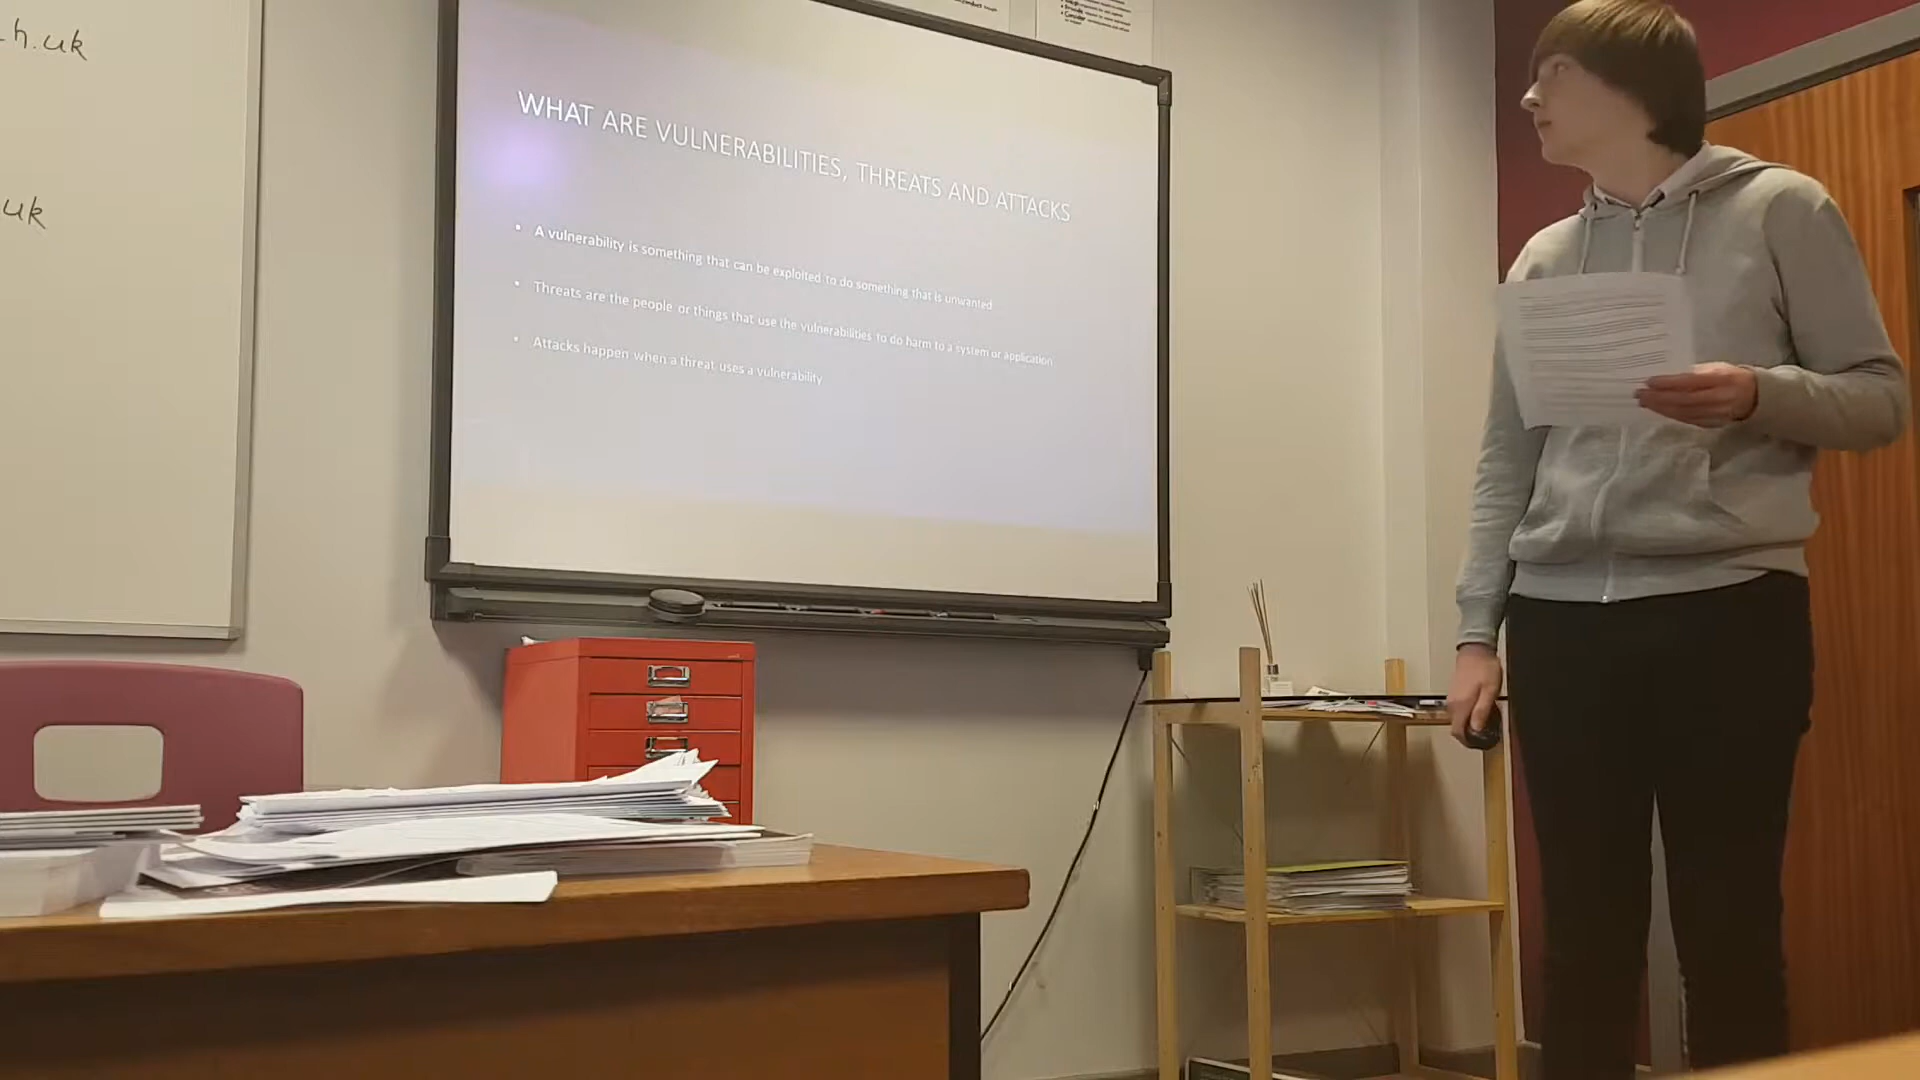 h.uk
uk
Consider
WHAT ARE VULNERABILITIES, THREATS AND ATTACKS
• A vulnerability is something that can be exploited to do something that is unwanted
• Threats are the people or things that use the vulnerabilities to do harm to a system or application
• Attacks happen when a threat uses a vulnerability